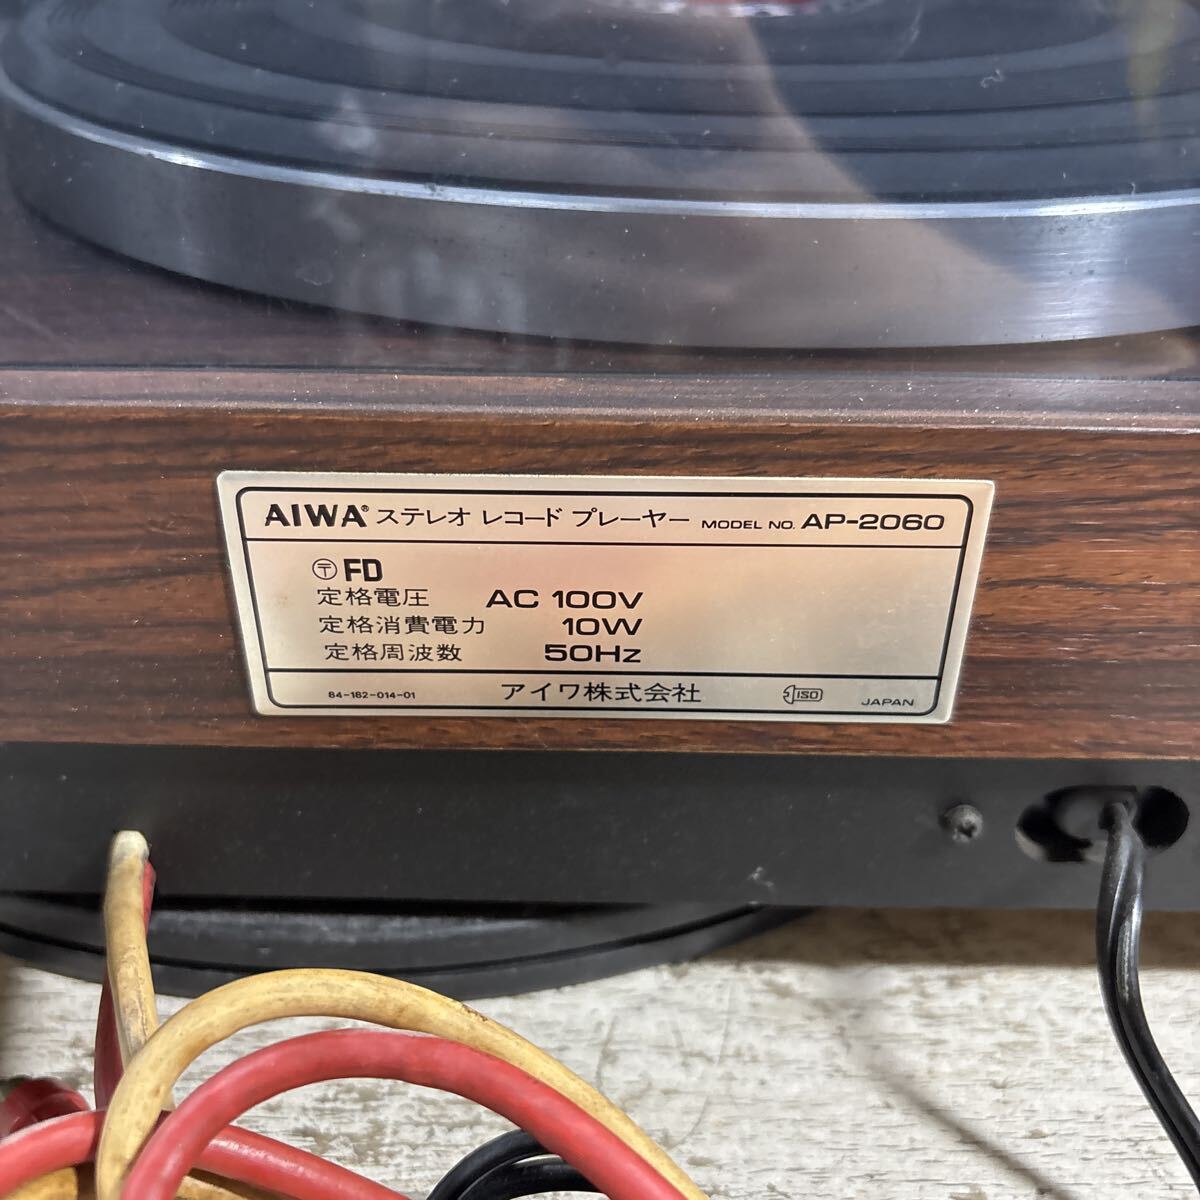 AIWA® ステレオ レコード プレーヤー MODEL NO. AP-2060
〶 FD
定格電圧 AC 100V
定格消費電力 10W
定格周波数 50Hz
84-182-014-01 アイワ株式会社 ISO JAPAN